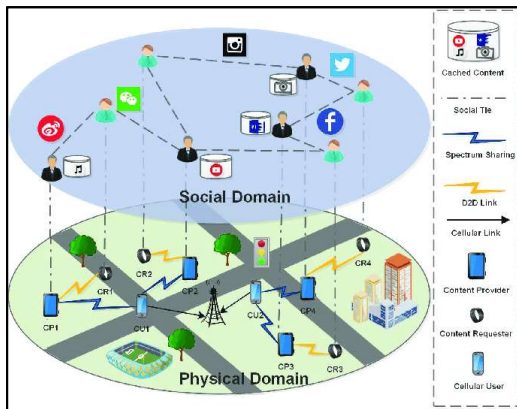 Social Domain
CR1
CR2
CP2
CR4
CP1
CU1
CU2
CP4
CP3
CR3
Physical Domain
Cached Content
Social Tie
Spectrum Sharing
D2D Link
Cellular Link
Content Provider
Content Requester
Cellular User